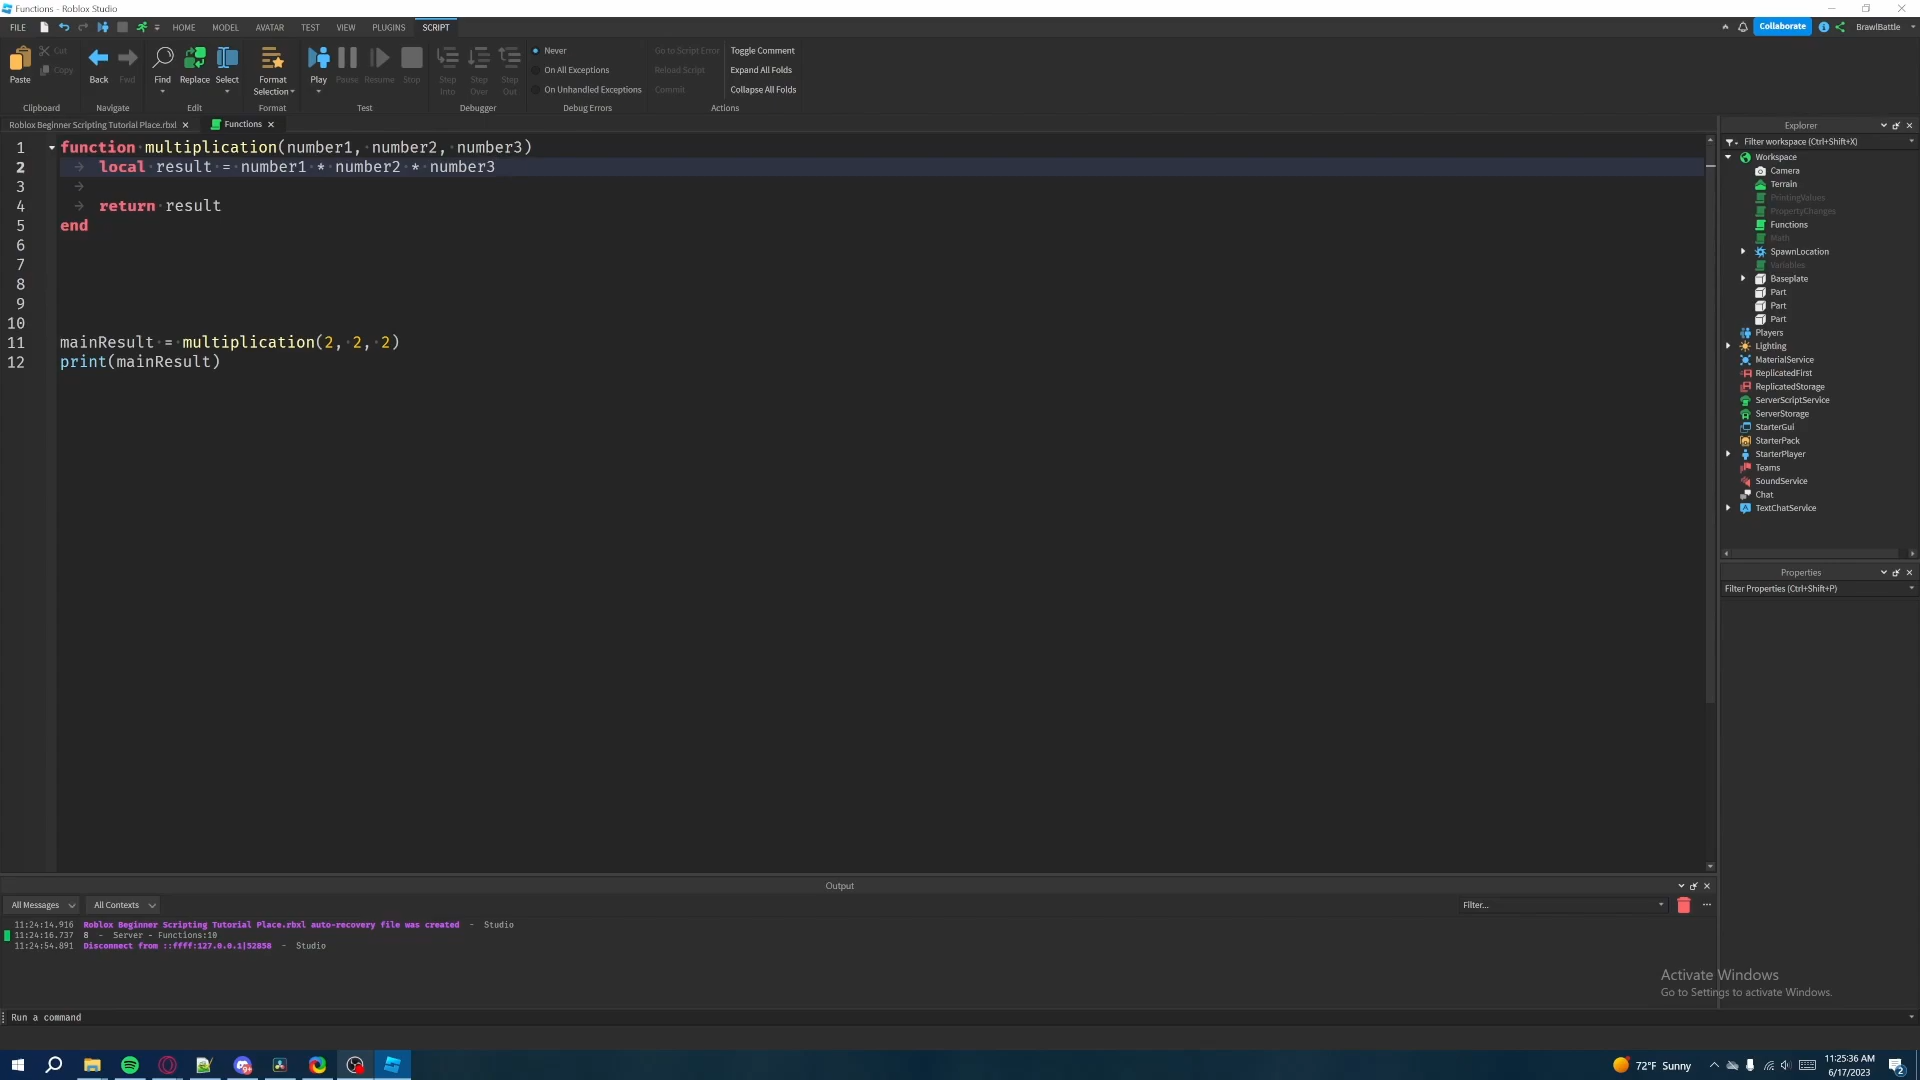 Functions - Roblox Studio
FILE HOME MODEL AVATAR TEST VIEW PLUGINS SCRIPT Collaborate BrawlBattle
Paste Cut Copy
Clipboard
Back Fwd
Navigate
Find Replace Select
Edit
Format Selection
Format
Play Pause Resume Stop
Test
Step Into
Step Over
Step Out
Debugger
Never
On All Exceptions
On Unhandled Exceptions
Debug Errors
Go to Script Error
Reload Script
Commit
Toggle Comment
Expand All Folds
Collapse All Folds
Actions
Roblox Beginner Scripting Tutorial Place.rbxl Functions
1 function multiplication(number1, number2, number3)
2 local result = number1 * number2 * number3
3
4 return result
5 end
6
7
8
9
10
11 mainResult = multiplication(2, 2, 2)
12 print(mainResult)
Explorer
Filter workspace (Ctrl+Shift+X)
Workspace
Camera
Terrain
PrintingValues
PropertyChanges
Functions
Math
SpawnLocation
Variables
Baseplate
Part
Part
Part
Players
Lighting
MaterialService
ReplicatedFirst
ReplicatedStorage
ServerScriptService
ServerStorage
StarterGui
StarterPack
StarterPlayer
Teams
SoundService
Chat
TextChatService
Properties
Filter Properties (Ctrl+Shift+P)
Output
All Messages All Contexts Filter...
11:24:14.916 Roblox Beginner Scripting Tutorial Place.rbxl auto-recovery file was created - Studio
11:24:16.737 8 - Server - Functions:10
11:24:54.891 Disconnect from ::ffff:127.0.0.1|52858 - Studio
Activate Windows
Go to Settings to activate Windows.
Run a command
72°F Sunny
11:25:36 AM
6/17/2023
2